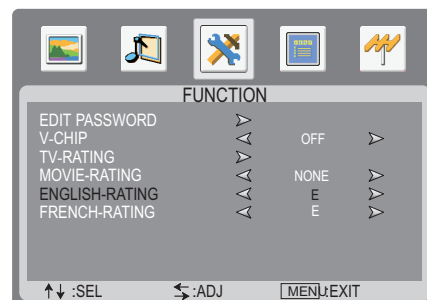 FUNCTION
EDIT PASSWORD
V-CHIP OFF
TV-RATING
MOVIE-RATING NONE
ENGLISH-RATING E
FRENCH-RATING E
:SEL :ADJ MENU:EXIT